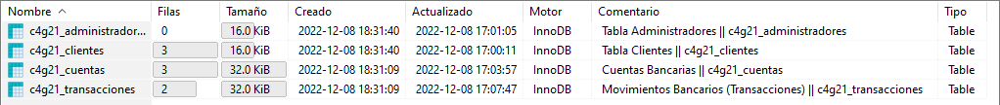 Nombre Filas Tamaño Creado Actualizado Motor Comentario Tipo
c4g21_administradores... 0 16.0 KiB 2022-12-08 18:31:40 2022-12-08 17:01:05 InnoDB Tabla Administradores || c4g21_administradores Table
c4g21_clientes 3 16.0 KiB 2022-12-08 18:31:40 2022-12-08 17:00:11 InnoDB Tabla Clientes || c4g21_clientes Table
c4g21_cuentas 3 32.0 KiB 2022-12-08 18:31:09 2022-12-08 17:03:57 InnoDB Cuentas Bancarias || c4g21_cuentas Table
c4g21_transacciones 2 32.0 KiB 2022-12-08 18:31:09 2022-12-08 17:07:47 InnoDB Movimientos Bancarios (Transacciones) || c4g21_transacciones Table